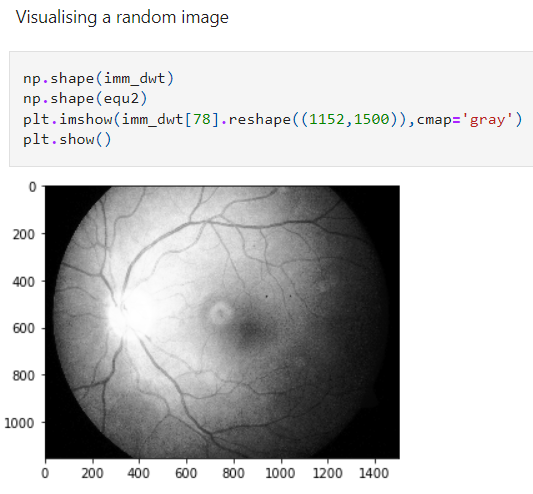 Visualising a random image
np.shape(imm_dwt)
np.shape(equ2)
plt.imshow(imm_dwt[78].reshape((1152,1500)),cmap='gray')
plt.show()
0
200
400
600
800
1000
0 200 400 600 800 1000 1200 1400